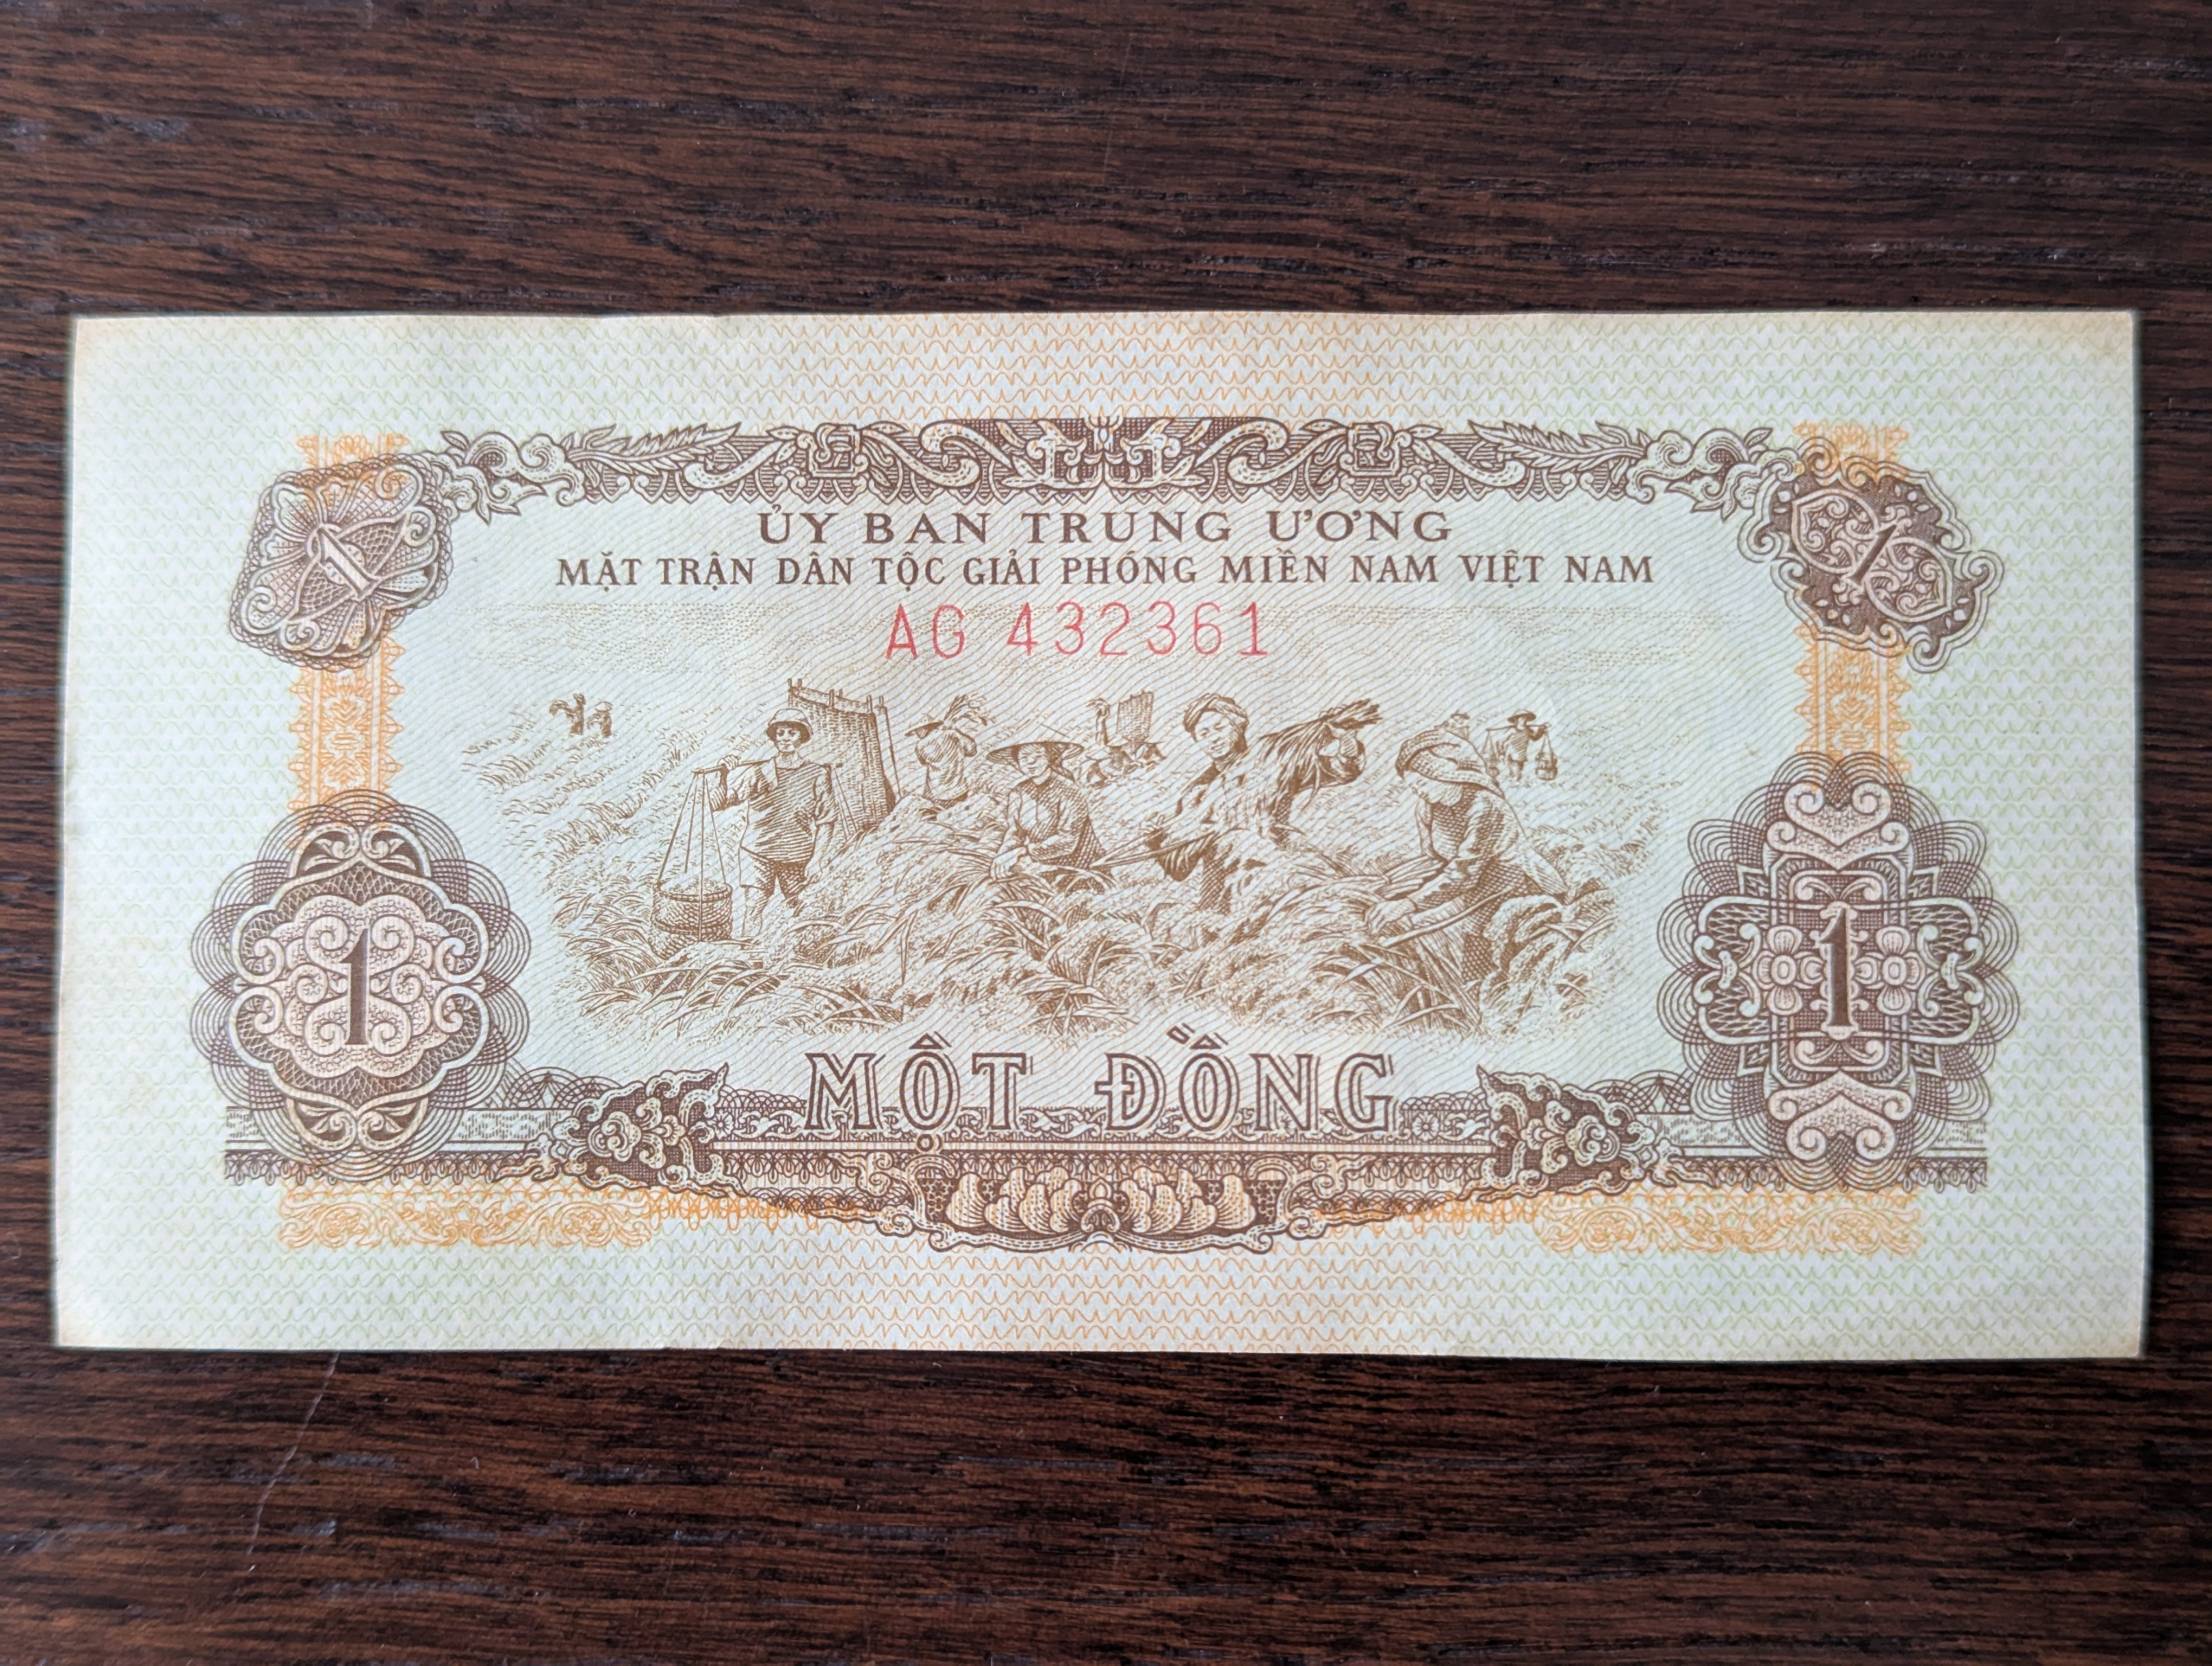 1 1
ỦY BAN TRUNG ƯƠNG
MẶT TRẬN DÂN TỘC GIẢI PHÓNG MIỀN NAM VIỆT NAM
AG 432361
1 1
MỘT ĐỒNG